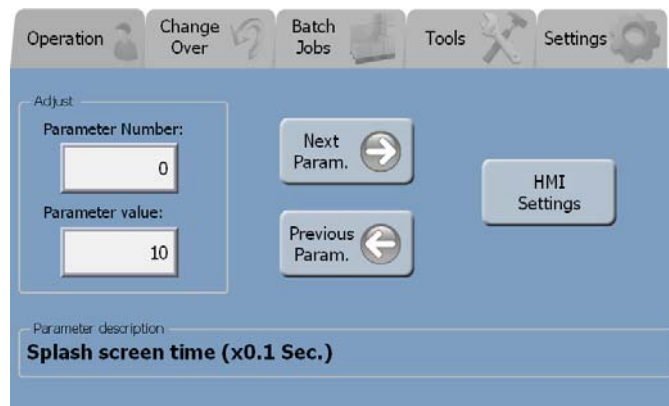 Operation
Change
Over
Batch
Jobs
Tools
Settings
Adjust
Parameter Number:
0
Parameter value:
10
Next
Param.
Previous
Param.
HMI
Settings
Parameter description
Splash screen time (x0.1 Sec.)